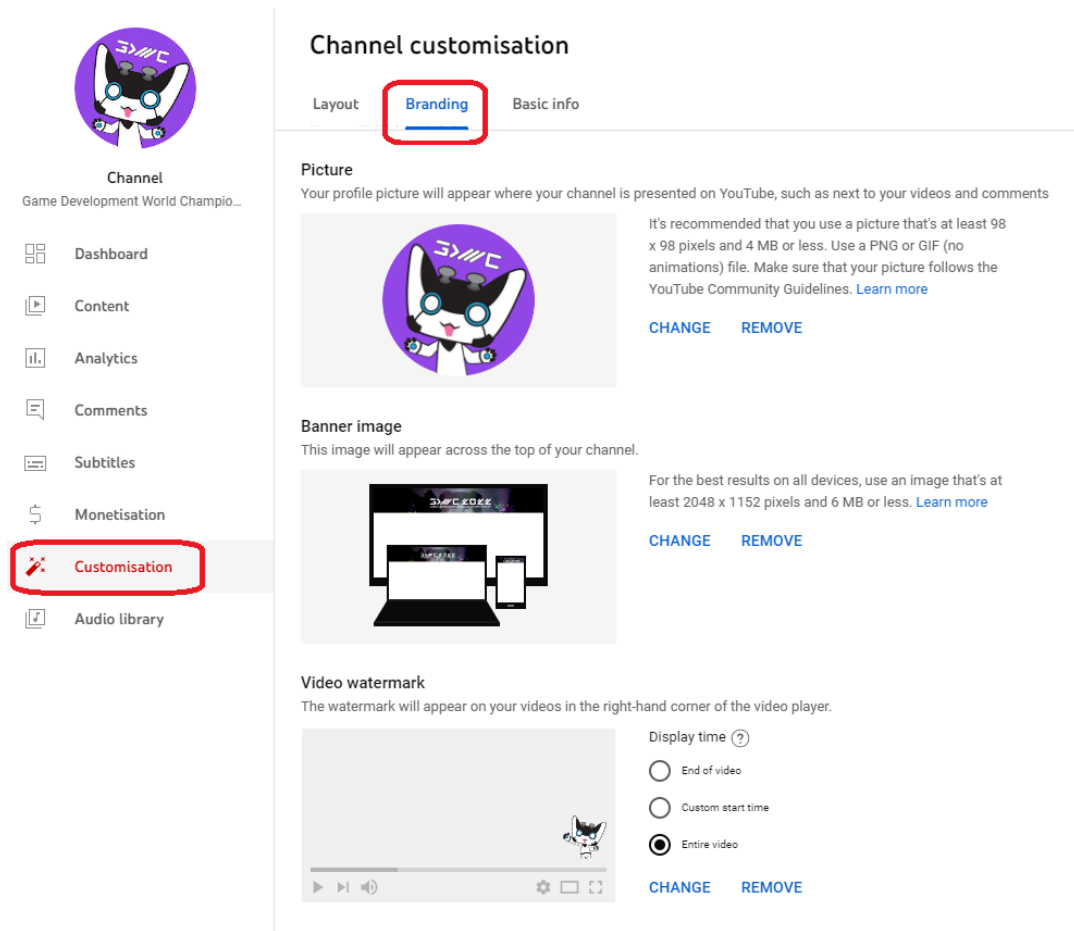 Channel customisation
Layout
Branding
Basic info
Channel
Game Development World Champio...
Dashboard
Content
Analytics
Comments
Subtitles
Monetisation
Customisation
Audio library
Picture
Your profile picture will appear where your channel is presented on YouTube, such as next to your videos and comments
It's recommended that you use a picture that's at least 98
x 98 pixels and 4 MB or less. Use a PNG or GIF (no
animations) file. Make sure that your picture follows the
YouTube Community Guidelines. Learn more
CHANGE REMOVE
Banner image
This image will appear across the top of your channel.
For the best results on all devices, use an image that's at
least 2048 x 1152 pixels and 6 MB or less. Learn more
CHANGE REMOVE
Video watermark
The watermark will appear on your videos in the right-hand corner of the video player.
Display time ?
End of video
Custom start time
Entire video
CHANGE REMOVE